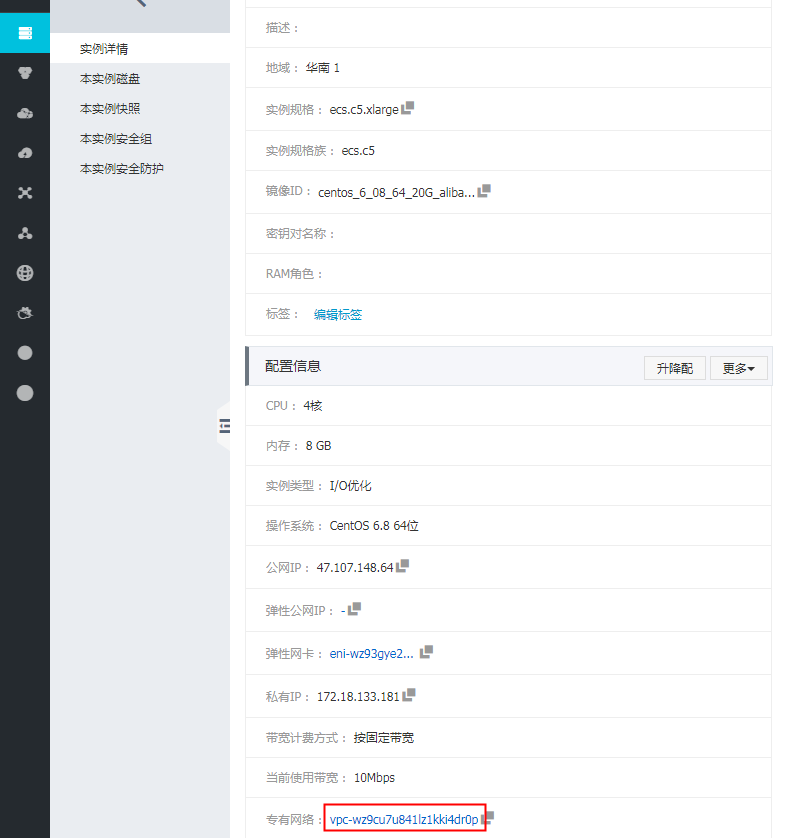 实例详情
本实例磁盘
本实例快照
本实例安全组
本实例安全防护
描述：
地域： 华南 1
实例规格： ecs.c5.xlarge
实例规格族： ecs.c5
镜像ID： centos_6_08_64_20G_aliba...
密钥对名称：
RAM角色：
标签： 编辑标签
配置信息 升降配 更多
CPU： 4核
内存： 8 GB
实例类型： I/O优化
操作系统： CentOS 6.8 64位
公网IP： 47.107.148.64
弹性公网IP： -
弹性网卡： eni-wz93gye2...
私有IP： 172.18.133.181
带宽计费方式： 按固定带宽
当前使用带宽： 10Mbps
专有网络： vpc-wz9cu7u841lz1kki4dr0p